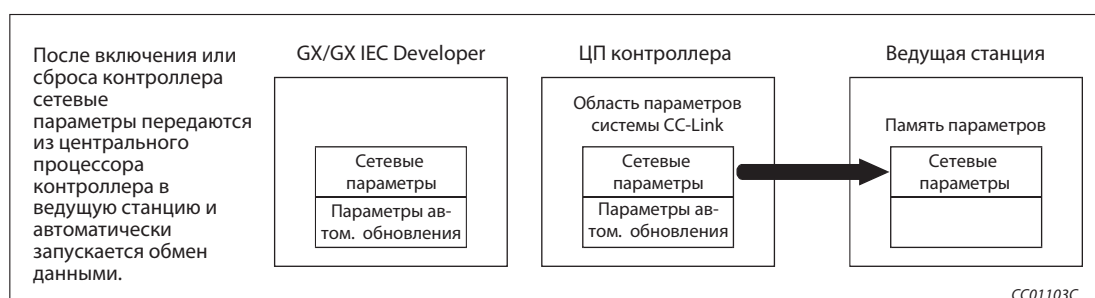 После включения или
сброса контроллера
сетевые
параметры передаются
из центрального
процессора
контроллера в
ведущую станцию и
автоматически
запускается обмен
данными.
GX/GX IEC Developer
Сетевые
параметры
Параметры ав-
том. обновления
ЦП контроллера
Область параметров
системы CC-Link
Сетевые
параметры
Параметры ав-
том. обновления
Ведущая станция
Память параметров
Сетевые
параметры
CC01103C